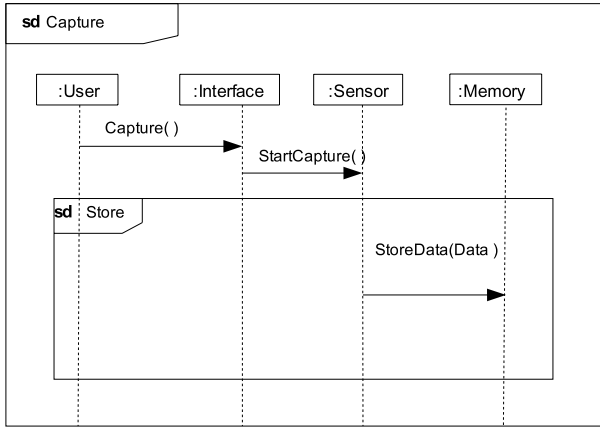 sd Capture
:User
:Interface
:Sensor
:Memory
Capture( )
StartCapture( )
sd Store
StoreData(Data )